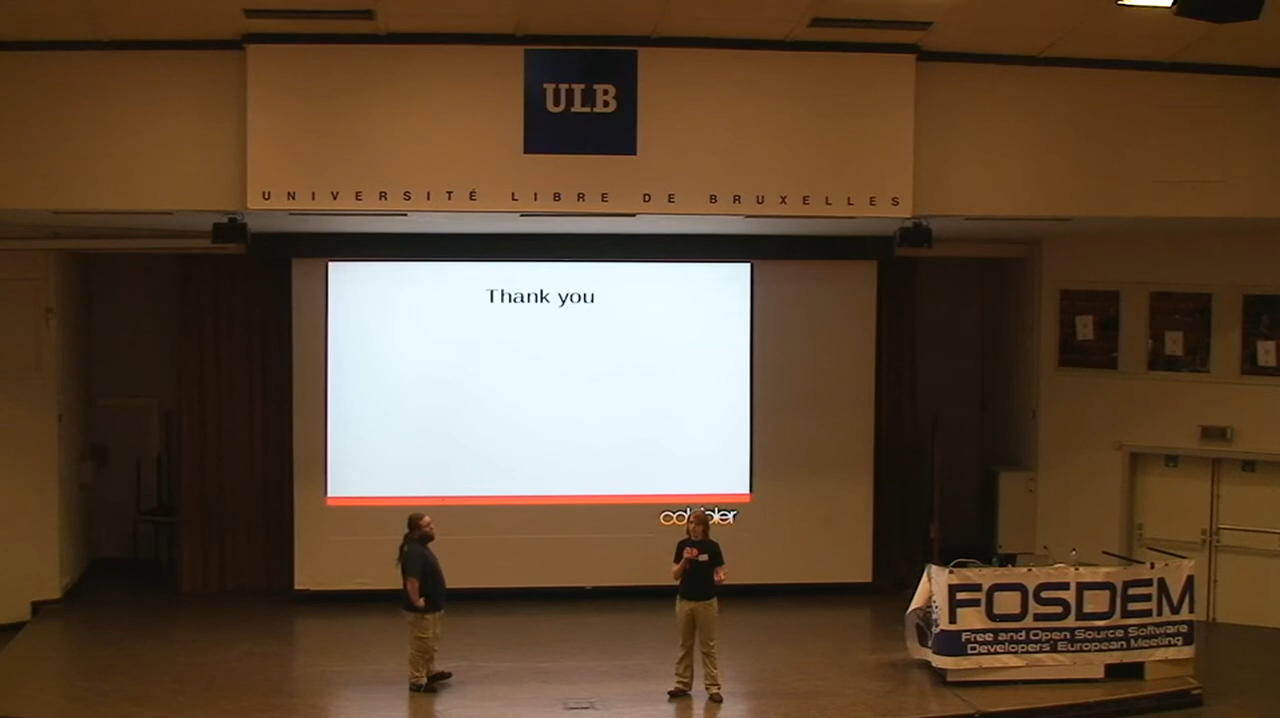 ULB
UNIVERSITÉ LIBRE DE BRUXELLES
Thank you
FOSDEM
Free and Open Source Software
Developers' European Meeting